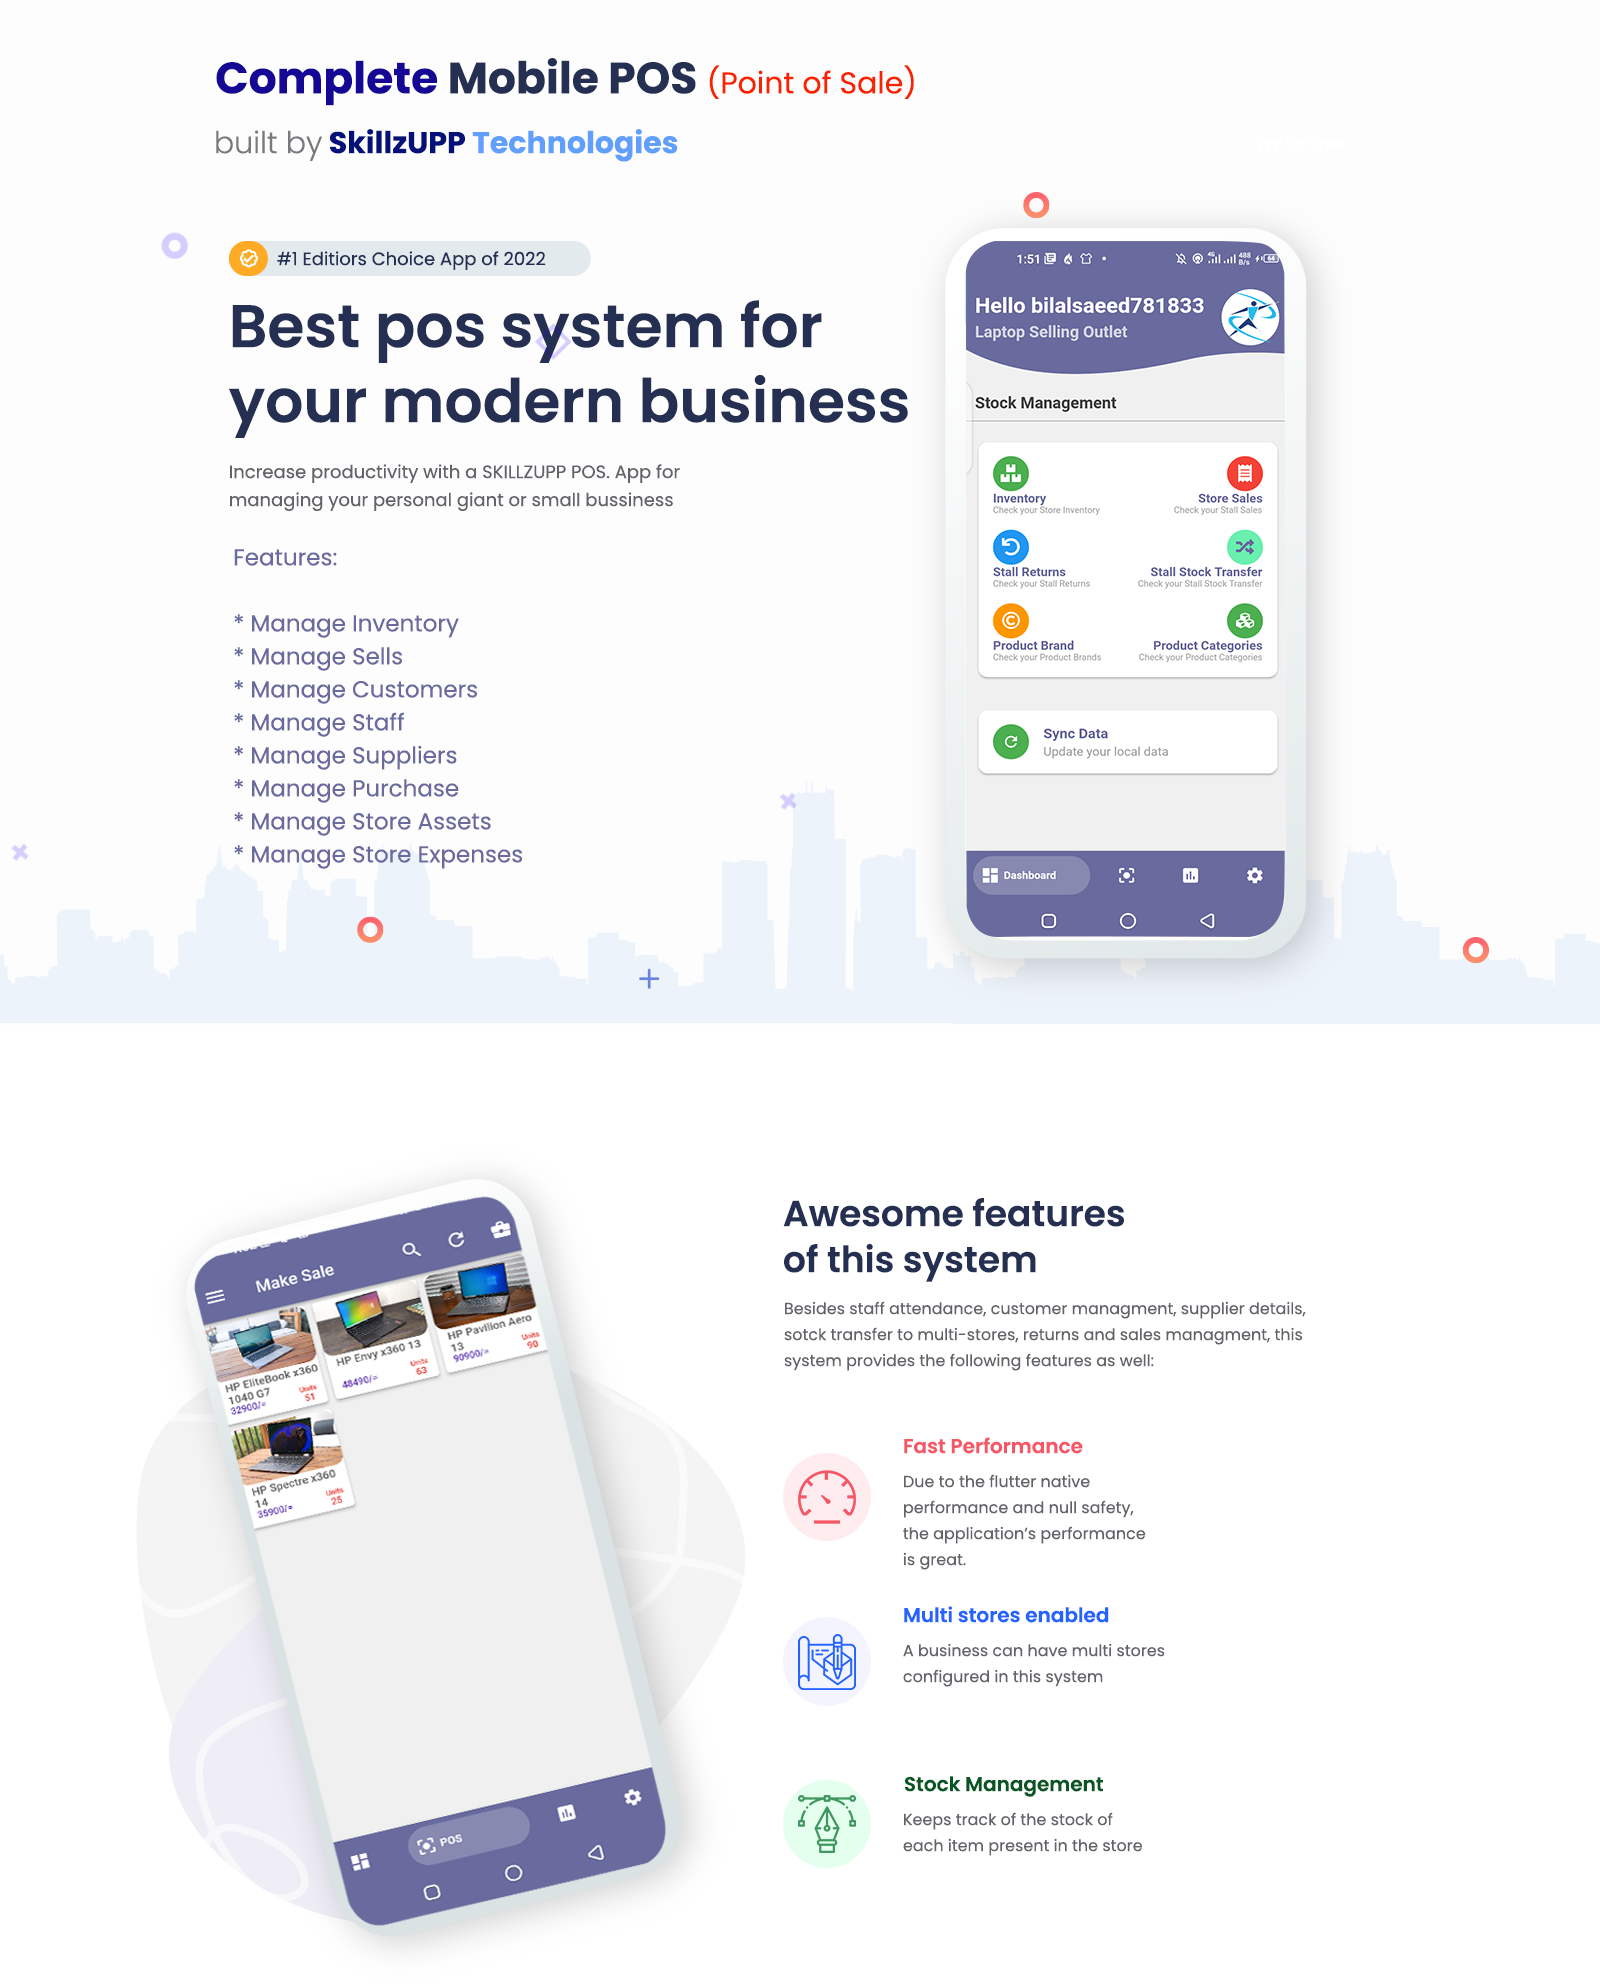 Complete Mobile POS (Point of Sale)
built by SkillzUPP Technologies
#1 Editiors Choice App of 2022
Best pos system for
your modern business
Increase productivity with a SKILLZUPP POS. App for
managing your personal giant or small bussiness
Features:
* Manage Inventory
* Manage Sells
* Manage Customers
* Manage Staff
* Manage Suppliers
* Manage Purchase
* Manage Store Assets
* Manage Store Expenses
1:51
4G
488
B/s
68
Hello bilalsaeed781833
Laptop Selling Outlet
Stock Management
Inventory
Check your Store Inventory
Store Sales
Check your Stall Sales
Stall Returns
Check your Stall Returns
Stall Stock Transfer
Check your Stall Stock Transfer
Product Brand
Check your Product Brands
Product Categories
Check your Product Categories
Sync Data
Update your local data
Dashboard
Make Sale
HP EliteBook x360
1040 G7
32900/=
Units
51
HP Envy x360 13
48490/=
Units
63
HP Pavilion Aero
13
90900/=
Units
90
HP Spectre x360
14
35900/=
Units
25
POS
Awesome features
of this system
Besides staff attendance, customer managment, supplier details,
sotck transfer to multi-stores, returns and sales managment, this
system provides the following features as well:
Fast Performance
Due to the flutter native
performance and null safety,
the application's performance
is great.
Multi stores enabled
A business can have multi stores
configured in this system
Stock Management
Keeps track of the stock of
each item present in the store